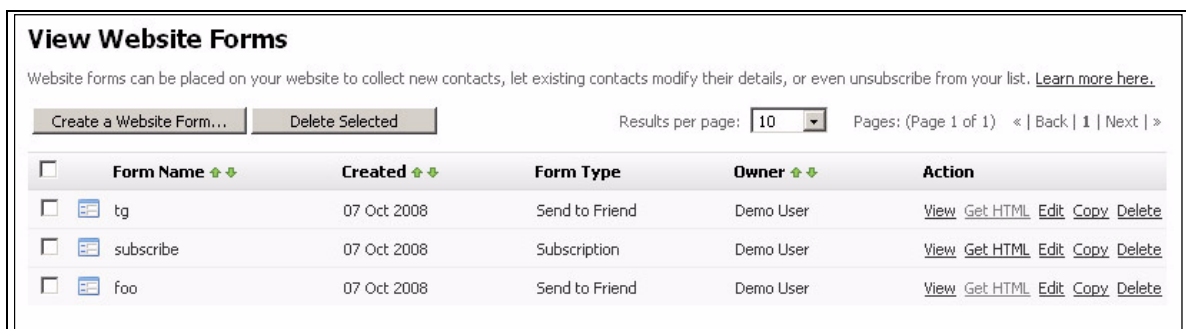 View Website Forms
Website forms can be placed on your website to collect new contacts, let existing contacts modify their details, or even unsubscribe from your list. Learn more here.
Create a Website Form... Delete Selected Results per page: 10 Pages: (Page 1 of 1) « | Back | 1 | Next | »
Form Name Created Form Type Owner Action
tg 07 Oct 2008 Send to Friend Demo User View Get HTML Edit Copy Delete
subscribe 07 Oct 2008 Subscription Demo User View Get HTML Edit Copy Delete
foo 07 Oct 2008 Send to Friend Demo User View Get HTML Edit Copy Delete